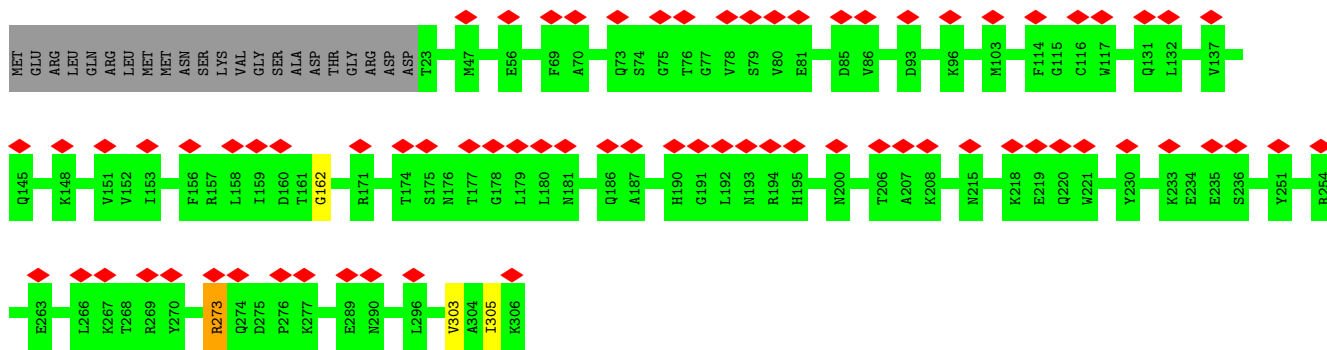 MET GLU ARG LEU GLN ARG LEU MET MET ASN SER LYS VAL GLY SER ALA ASP THR GLY ARG ASP ASP T23 M47 E56 F69 A70 Q73 S74 G75 T76 G77 V78 S79 V80 E81 D85 V86 D93 K96 M103 F114 G115 C116 W117 Q131 L132 V137
Q145 K148 V151 V152 I153 F156 R157 L158 I159 D160 T161 G162 R171 T174 S175 N176 T177 G178 L179 L180 N181 Q186 A187 H190 G191 L192 N193 R194 H195 N200 T206 A207 K208 N215 K218 E219 Q220 W221 Y230 K233 E234 E235 S236 Y251 R254
E263 L266 K267 T268 R269 Y270 R273 Q274 D275 P276 K277 E289 N290 L296 V303 A304 I305 K306